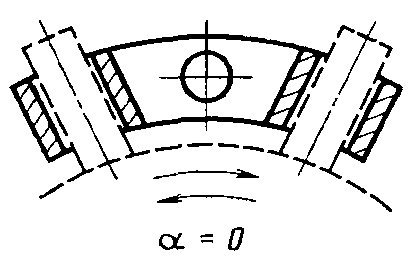 α = 0